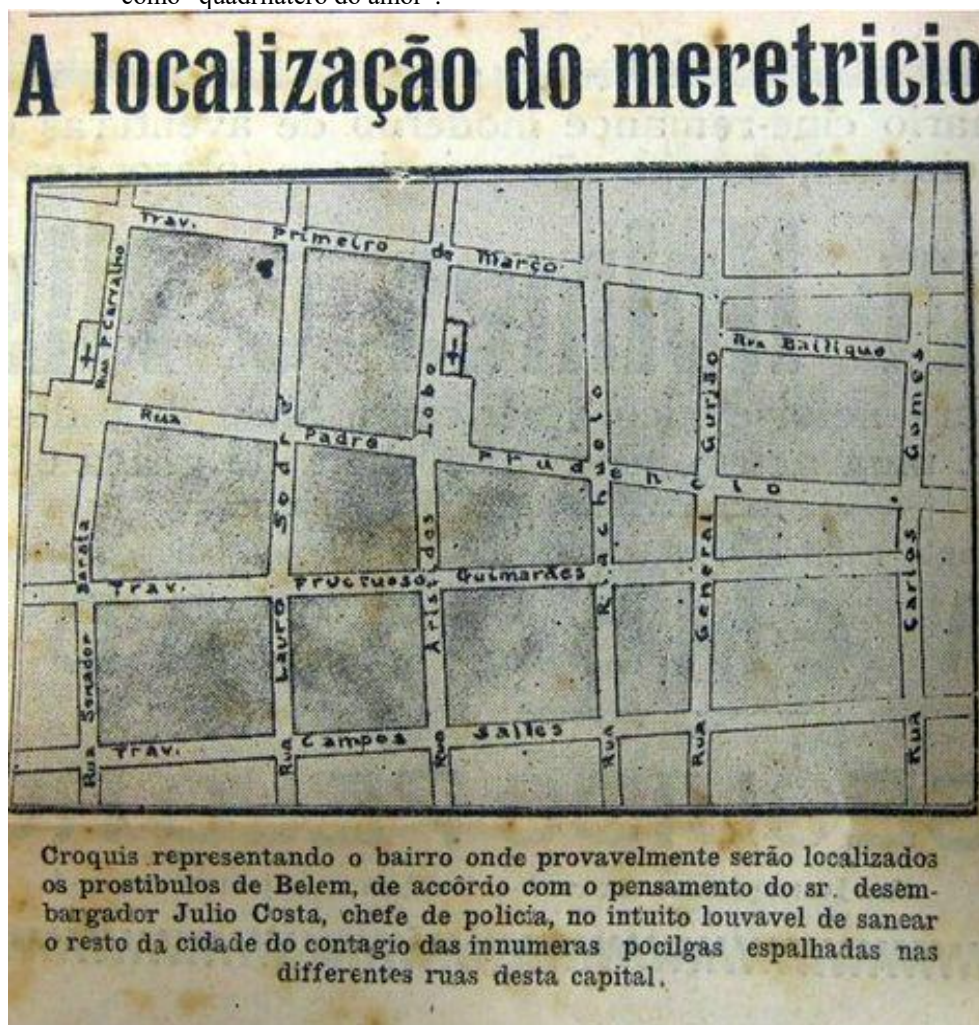 como "quadrilátero do amor".
A localização do meretricio
Trav. Primeiro de Março
Rua P. Carvalho
Rua Bailique
Rua Padre Prudencio
Trav. Fructuoso Guimarães
Trav. Campos Salles
Rua Senador Barata
Rua Lauro Sodré
Rua Aristides Lobo
Rua Riachuelo
Rua General Gurjão
Rua Carlos Gomes
Croquis representando o bairro onde provavelmente serão localizados
os prostibulos de Belem, de accôrdo com o pensamento do sr. desem-
bargador Julio Costa, chefe de policia, no intuito louvavel de sanear
o resto da cidade do contagio das innumeras pocilgas espalhadas nas
differentes ruas desta capital.